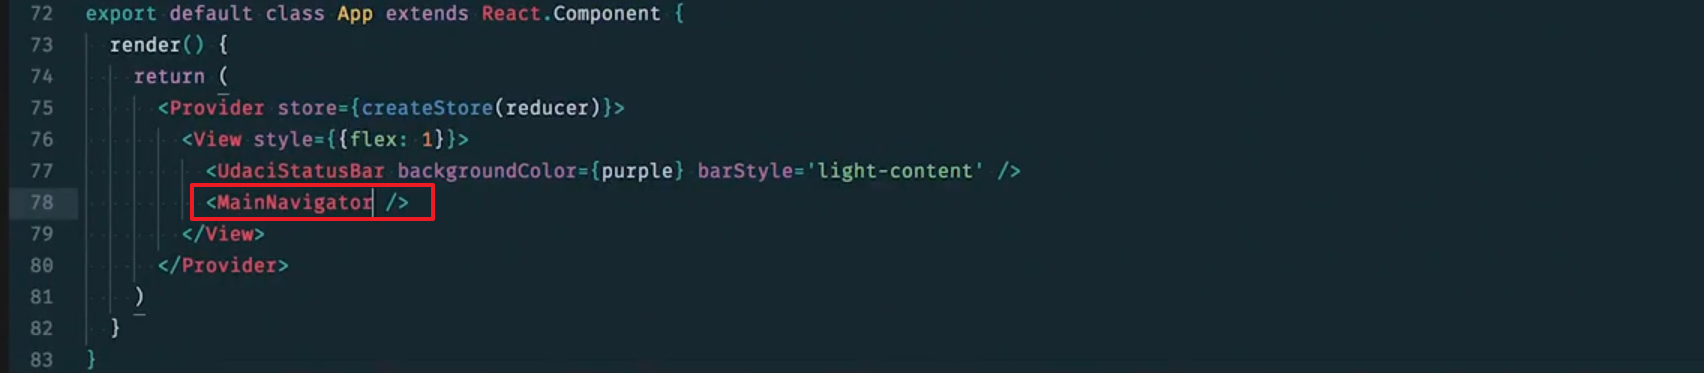 72 export default class App extends React.Component {
73 render() {
74 return (
75 <Provider store={createStore(reducer)}>
76 <View style={{flex: 1}}>
77 <UdaciStatusBar backgroundColor={purple} barStyle='light-content' />
78 <MainNavigator />
79 </View>
80 </Provider>
81 )
82 }
83 }